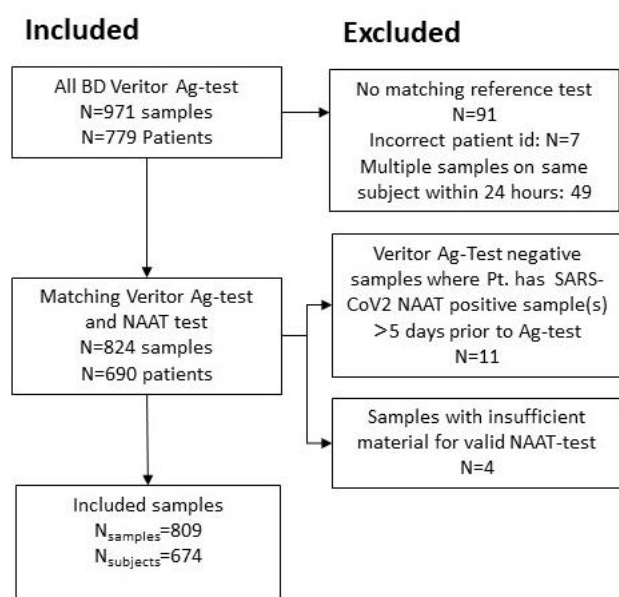 Included
Excluded
All BD Veritor Ag-test
N=971 samples
N=779 Patients
No matching reference test
N=91
Incorrect patient id: N=7
Multiple samples on same
subject within 24 hours: 49
Matching Veritor Ag-test
and NAAT test
N=824 samples
N=690 patients
Veritor Ag-Test negative
samples where Pt. has SARS-
CoV2 NAAT positive sample(s)
>5 days prior to Ag-test
N=11
Samples with insufficient
material for valid NAAT-test
N=4
Included samples
Nsamples=809
Nsubjects=674